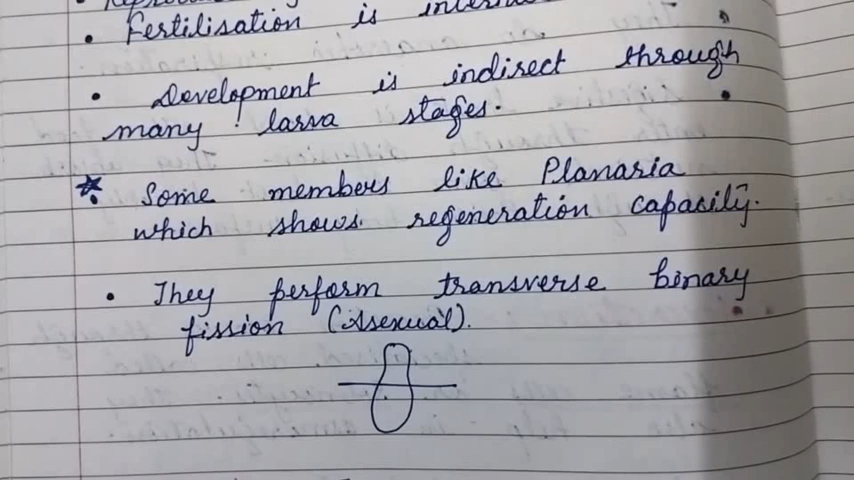 • Fertilisation is
• Development is indirect through
many larva stages.
* Some members like Planaria
which shows regeneration capacity.
• They perform transverse binary
fission (Asexual).